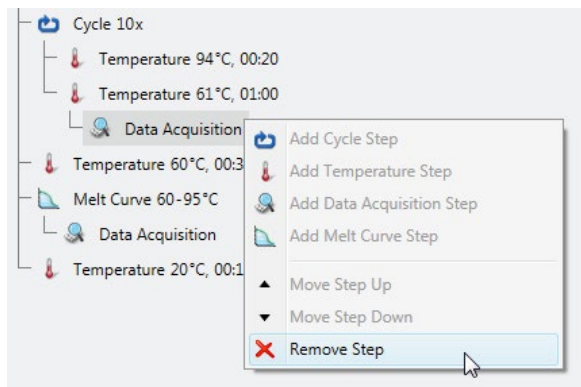 Cycle 10x
Temperature 94°C, 00:20
Temperature 61°C, 01:00
Data Acquisition
Temperature 60°C, 00:3
Melt Curve 60-95°C
Data Acquisition
Temperature 20°C, 00:1
Add Cycle Step
Add Temperature Step
Add Data Acquisition Step
Add Melt Curve Step
Move Step Up
Move Step Down
Remove Step